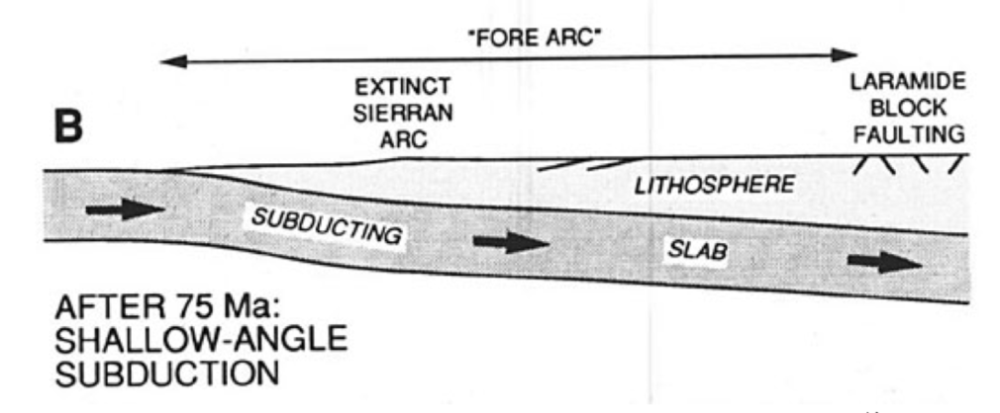 "FORE ARC"
EXTINCT
SIERRAN
ARC
LARAMIDE
BLOCK
FAULTING
B
LITHOSPHERE
SUBDUCTING
SLAB
AFTER 75 Ma:
SHALLOW-ANGLE
SUBDUCTION